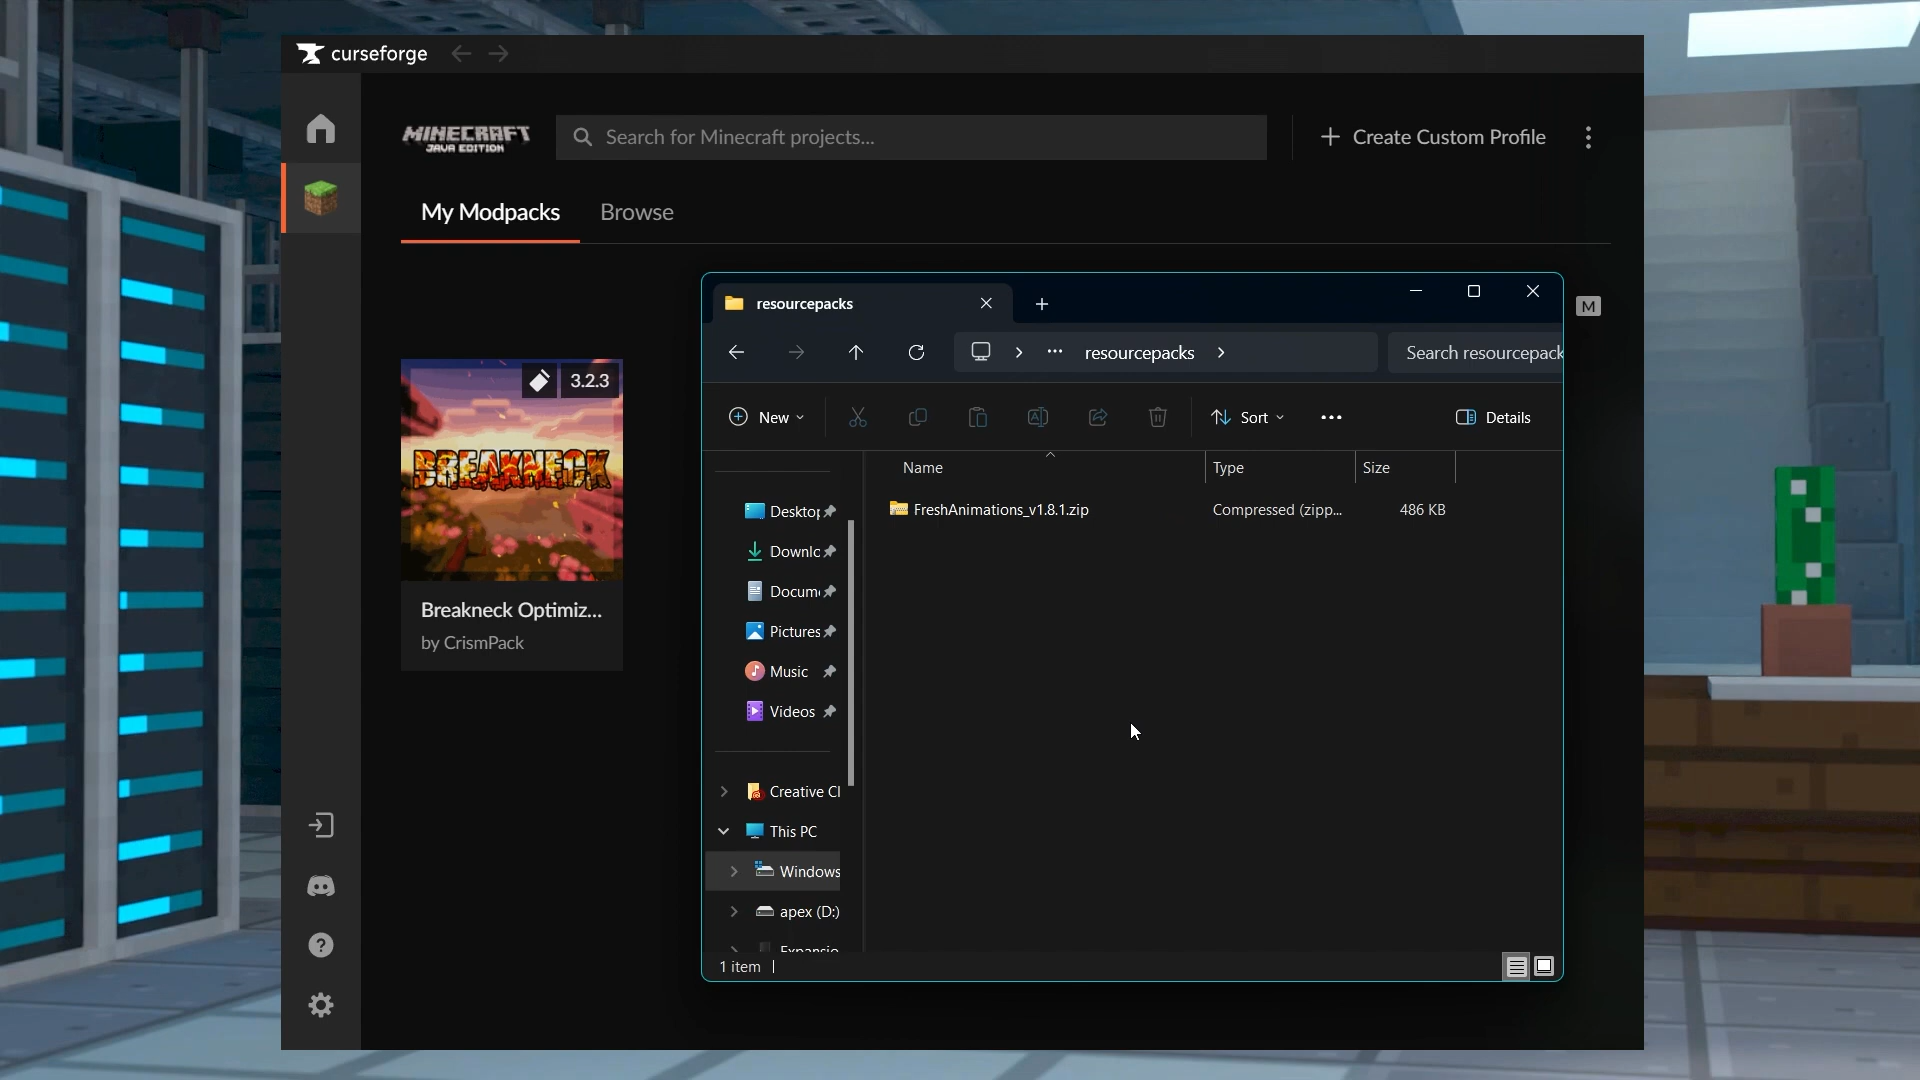 curseforge
MINECRAFT
JAVA EDITION
Search for Minecraft projects...
Create Custom Profile
My Modpacks
Browse
resourcepacks
M
resourcepacks
Search resourcepack
3.2.3
BREAKNECK
New
Sort
Details
Name
Type
Size
Desktop
FreshAnimations_v1.8.1.zip
Compressed (zipp...
486 KB
Downlo
Docum
Pictures
Music
Videos
Breakneck Optimiz...
by CrismPack
Creative Cl
This PC
Windows
apex (D:)
Expansio
1 item